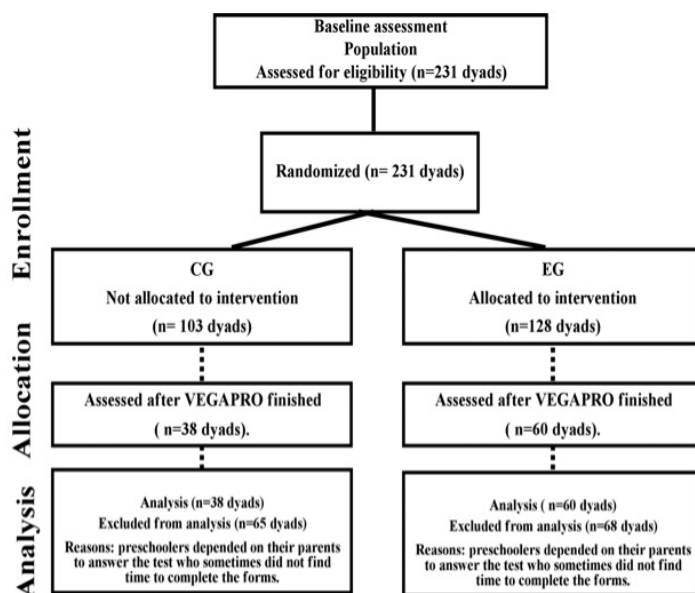 Baseline assessment
Population
Assessed for eligibility (n=231 dyads)
Enrollment
Randomized (n= 231 dyads)
CG
Not allocated to intervention
(n= 103 dyads)
EG
Allocated to intervention
(n=128 dyads)
Allocation
Assessed after VEGAPRO finished
( n=38 dyads).
Assessed after VEGAPRO finished
( n=60 dyads).
Analysis
Analysis (n=38 dyads)
Excluded from analysis (n=65 dyads)
Reasons: preschoolers depended on their parents
to answer the test who sometimes did not find
time to complete the forms.
Analysis ( n=60 dyads)
Excluded from analysis (n=68 dyads)
Reasons: preschoolers depended on their parents
to answer the test who sometimes did not find
time to complete the forms.